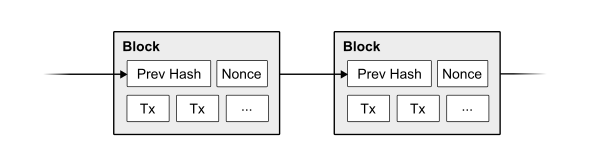 Block
Prev Hash Nonce
Tx Tx ...
Block
Prev Hash Nonce
Tx Tx ...